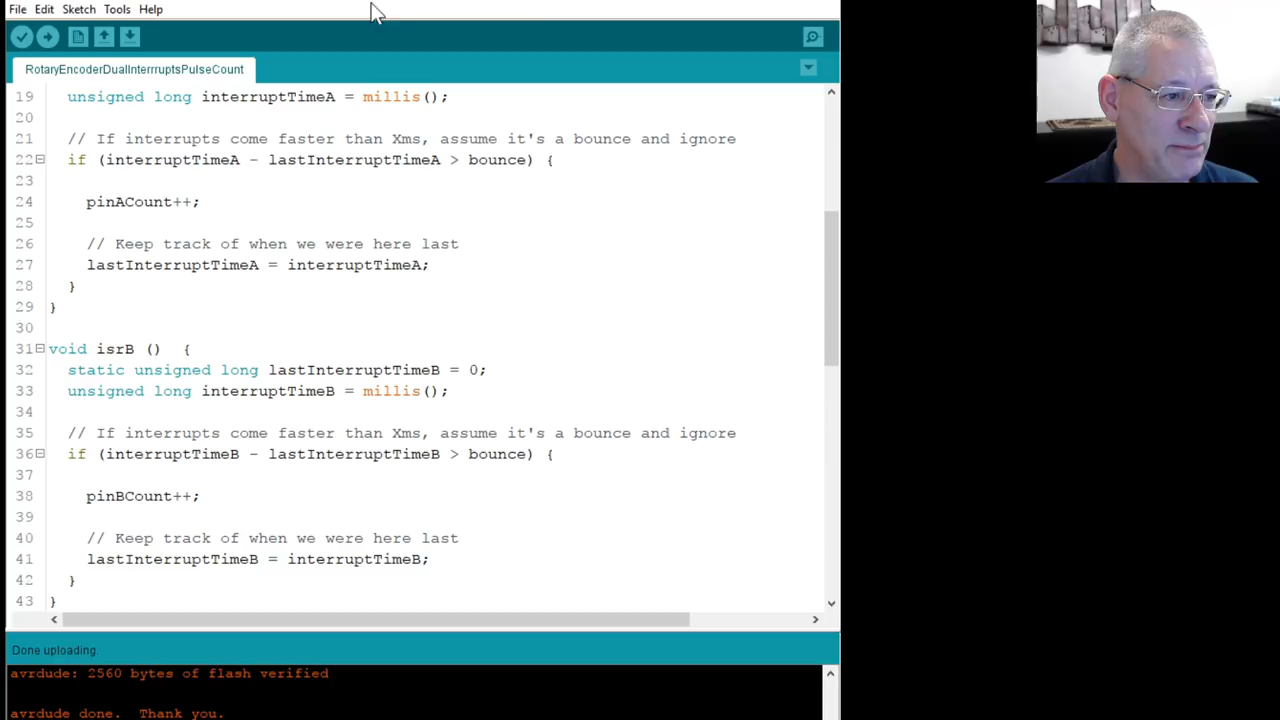 File Edit Sketch Tools Help
RotaryEncoderDualInterrruptsPulseCount
19 unsigned long interruptTimeA = millis();
20
21 // If interrupts come faster than Xms, assume it's a bounce and ignore
22 if (interruptTimeA - lastInterruptTimeA > bounce) {
23
24 pinACount++;
25
26 // Keep track of when we were here last
27 lastInterruptTimeA = interruptTimeA;
28 }
29 }
30
31 void isrB () {
32 static unsigned long lastInterruptTimeB = 0;
33 unsigned long interruptTimeB = millis();
34
35 // If interrupts come faster than Xms, assume it's a bounce and ignore
36 if (interruptTimeB - lastInterruptTimeB > bounce) {
37
38 pinBCount++;
39
40 // Keep track of when we were here last
41 lastInterruptTimeB = interruptTimeB;
42 }
43 }
Done uploading.
avrdude: 2560 bytes of flash verified
avrdude done. Thank you.